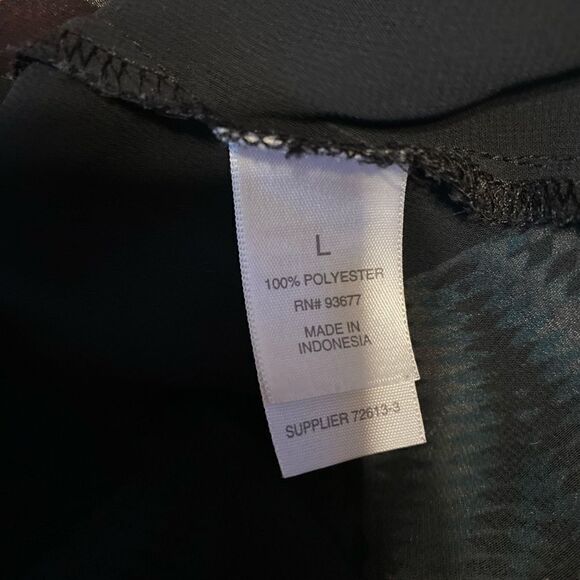 L
100% POLYESTER
RN# 93677
MADE IN
INDONESIA
SUPPLIER 72613-3